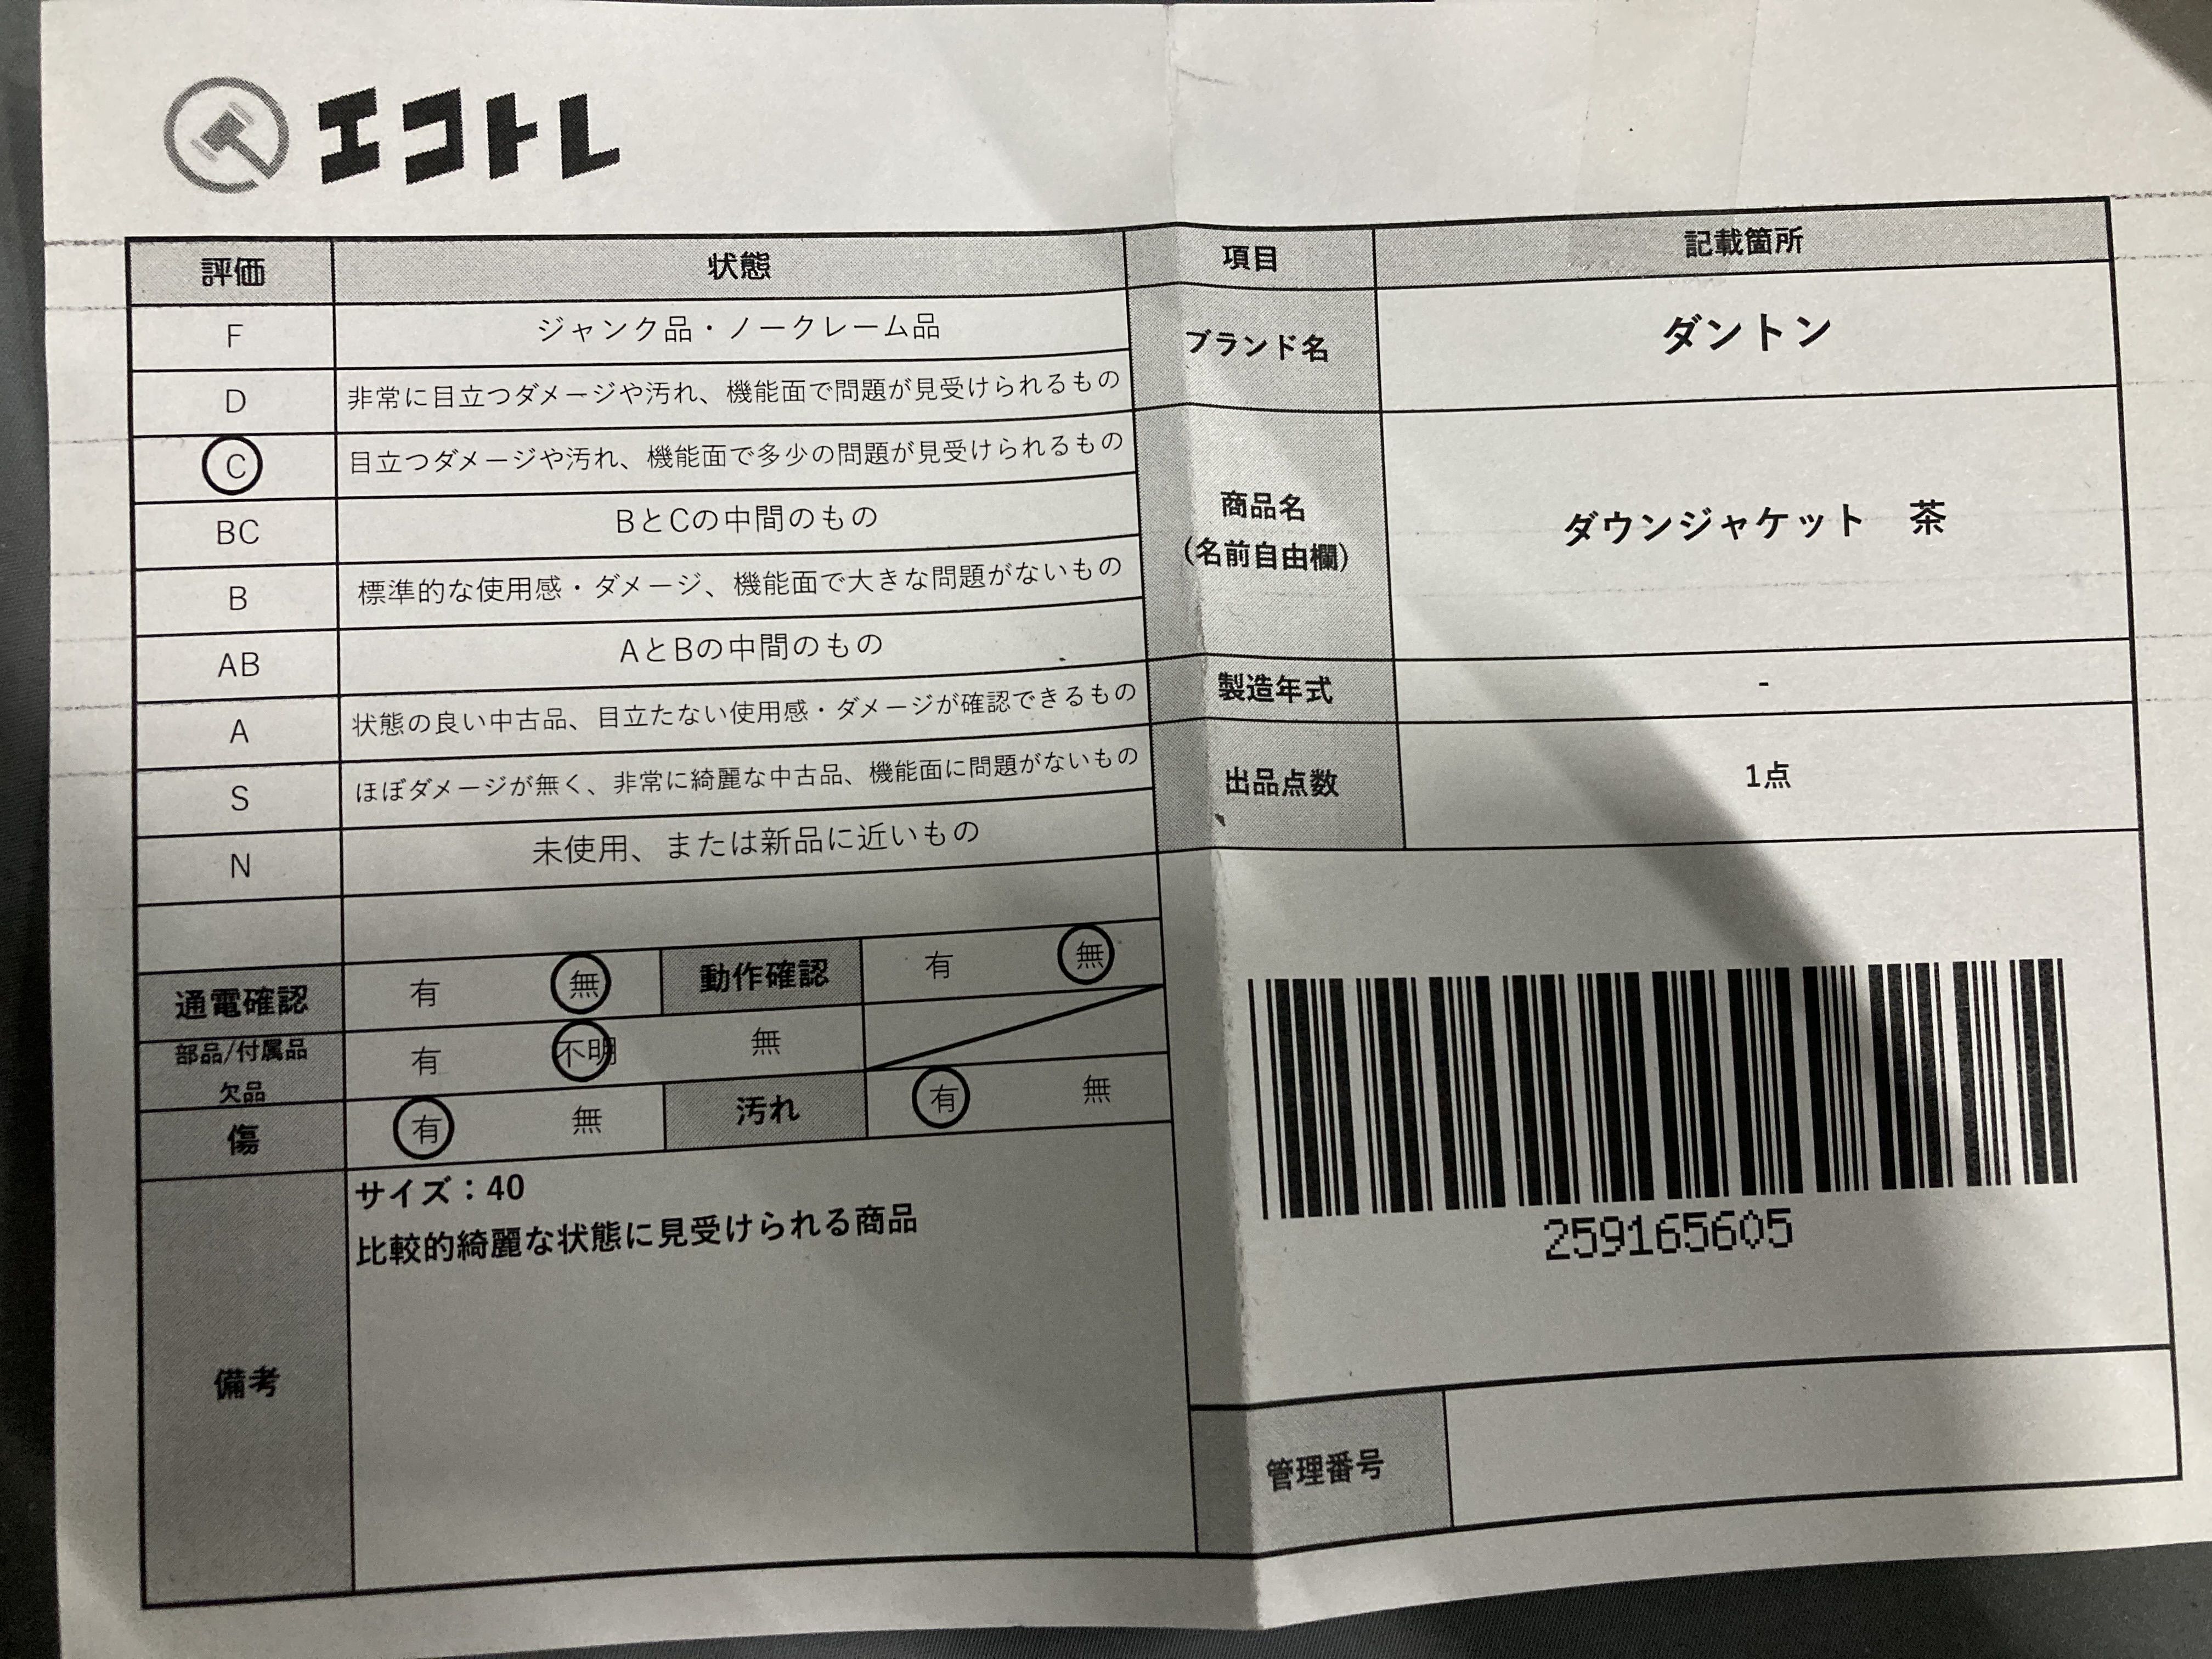 エコトレ
評価 状態
F ジャンク品・ノークレーム品
D 非常に目立つダメージや汚れ、機能面で問題が見受けられるもの
C 目立つダメージや汚れ、機能面で多少の問題が見受けられるもの
BC BとCの中間のもの
B 標準的な使用感・ダメージ、機能面で大きな問題がないもの
AB AとBの中間のもの
A 状態の良い中古品、目立たない使用感・ダメージが確認できるもの
S ほぼダメージが無く、非常に綺麗な中古品、機能面に問題がないもの
N 未使用、または新品に近いもの
通電確認 有 無 動作確認 有 無
部品/付属品
欠品 有 不明 無
傷 有 無 汚れ 有 無
備考
サイズ：40
比較的綺麗な状態に見受けられる商品
項目 記載箇所
ブランド名 ダントン
商品名
(名前自由欄)
ダウンジャケット 茶
製造年式 -
出品点数 1点
259165605
管理番号